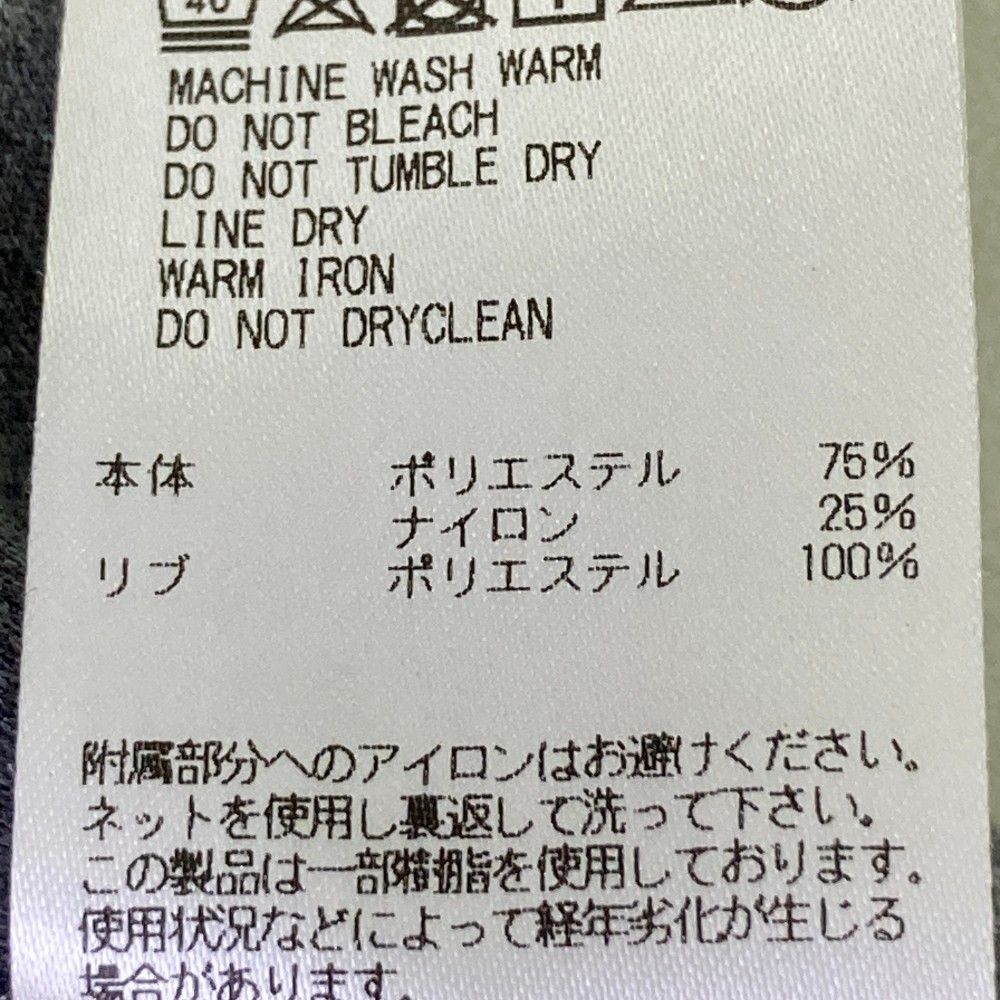 40
MACHINE WASH WARM
DO NOT BLEACH
DO NOT TUMBLE DRY
LINE DRY
WARM IRON
DO NOT DRYCLEAN
本体 ポリエステル 75%
ナイロン 25%
リブ ポリエステル 100%
附属部分へのアイロンはお避けください。
ネットを使用し裏返して洗って下さい。
この製品は一部樹脂を使用しております。
使用状況などによって経年劣化が生じる
場合があります。